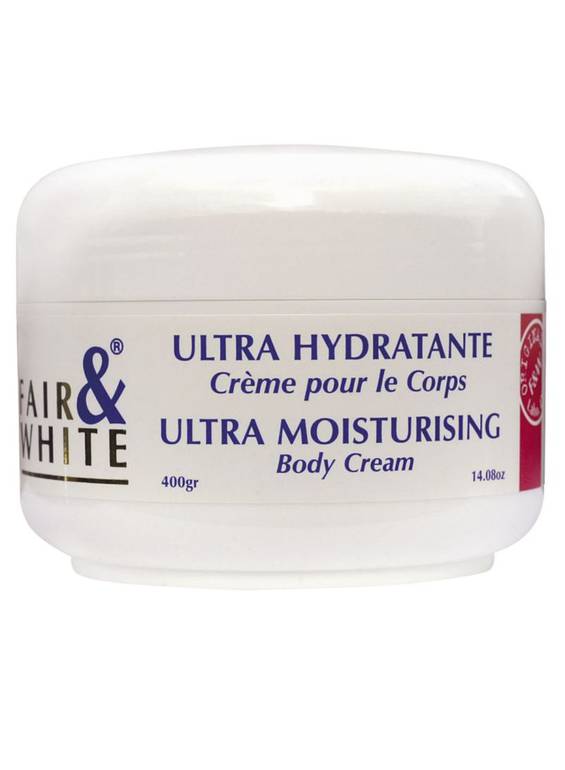 FAIR &®
WHITE
ULTRA HYDRATANTE
Crème pour le Corps
ULTRA MOISTURISING
Body Cream
400gr
14.08oz